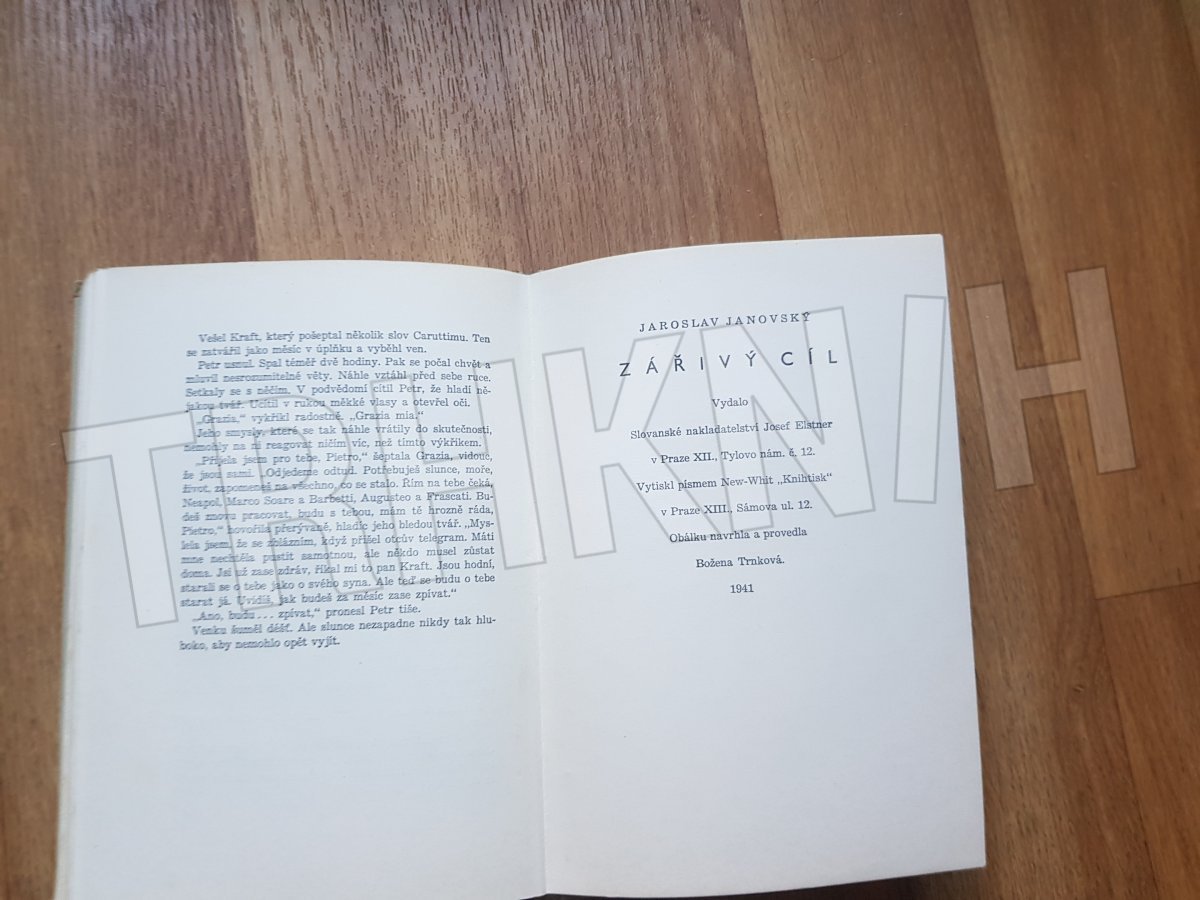 Vešel Kraft, který pošeptal několik slov Caruttimu. Ten
se zatvářil jako měsíc v úplňku a vyběhl ven.
Petr usnul. Spal téměř dvě hodiny. Pak se počal chvět a
mluvil nesrozumitelné věty. Náhle vztáhl před sebe ruce.
Setkaly se s něčím. V podvědomí cítil Petr, že hladí ně-
jakou tvář. Ucítil v rukou měkké vlasy a otevřel oči.
„Grazia,“ vykřikl radostně. „Grazia mia.“
Jeho smysly, které se tak náhle vrátily do skutečnosti,
nemohly na ni reagovat ničím víc, než tímto výkřikem.
„Přijela jsem pro tebe, Pietro,“ šeptala Grazia, vidouc,
že jsou sami. „Odjedeme odtud. Potřebuješ slunce, moře,
život, zapomeneš na všechno, co se stalo. Řím na tebe čeká,
Neapol, Marco Soare a Barbetti, Augusteo a Frascati. Bu-
deš znovu pracovat, budu s tebou, mám tě hrozně ráda,
Pietro,“ hovořila přerývaně, hladíc jeho bledou tvář. „Mys-
lela jsem, že se zblázním, když přišel otcův telegram. Máti
mne nechtěla pustit samotnou, ale někdo musel zůstat
doma. Jsi už zase zdráv, říkal mi to pan Kraft. Jsou hodní,
starali se o tebe jako o svého syna. Ale teď se budu o tebe
starat já. Uvidíš, jak budeš za měsíc zase zpívat.“
„Ano, budu... zpívat,“ pronesl Petr tiše.
Venku šuměl déšť. Ale slunce nezapadne nikdy tak hlu-
boko, aby nemohlo opět vyjít.
JAROSLAV JANOVSKÝ
ZÁŘIVÝ CÍL
Vydalo
Slovanské nakladatelství Josef Elstner
v Praze XII., Tylovo nám. č. 12.
Vytiskl písmem New-Whit „Knihtisk“
v Praze XIII., Sámova ul. 12.
Obálku navrhla a provedla
Božena Trnková.
1941
TRHKNIH